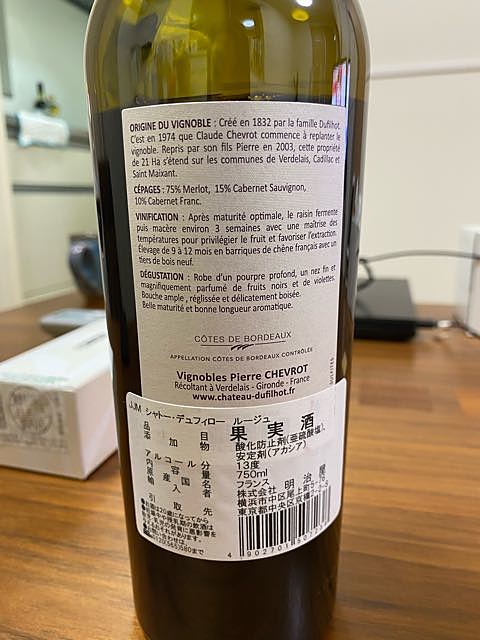 ORIGINE DU VIGNOBLE : Créé en 1832 par la famille Dufilhot.
C'est en 1974 que Claude Chevrot commence à replanter le
vignoble. Repris par son fils Pierre en 2003, cette propriété
de 21 Ha s'étend sur les communes de Verdelais, Cadillac et
Saint Maixant.
CÉPAGES : 75% Merlot, 15% Cabernet Sauvignon,
10% Cabernet Franc.
VINIFICATION : Après maturité optimale, le raisin fermente
puis macère environ 3 semaines avec une maîtrise des
températures pour privilégier le fruit et favoriser l'extraction.
Élevage de 9 à 12 mois en barriques de chêne français avec un
tiers de bois neuf.
DÉGUSTATION : Robe d'un pourpre profond, un nez fin et
magnifiquement parfumé de fruits noirs et de violettes.
Bouche ample , réglissée et délicatement boisée.
Belle maturité et bonne longueur aromatique.
CÔTES DE BORDEAUX
APPELLATION CÔTES DE BORDEAUX CONTRÔLÉE
Vignobles Pierre CHEVROT
Récoltant à Verdelais - Gironde - France
www.chateau-dufilhot.com
JJM シャトー・デュフィロー ルージュ
品目 果実酒
添加物 酸化防止剤(亜硫酸塩)、
安定剤(アカシア)
アルコール分 13度
内容量 750ml
原産国名 フランス
輸入者 株式会社 明治屋
引取先 横浜市中区尾上町
東京都中央区京橋